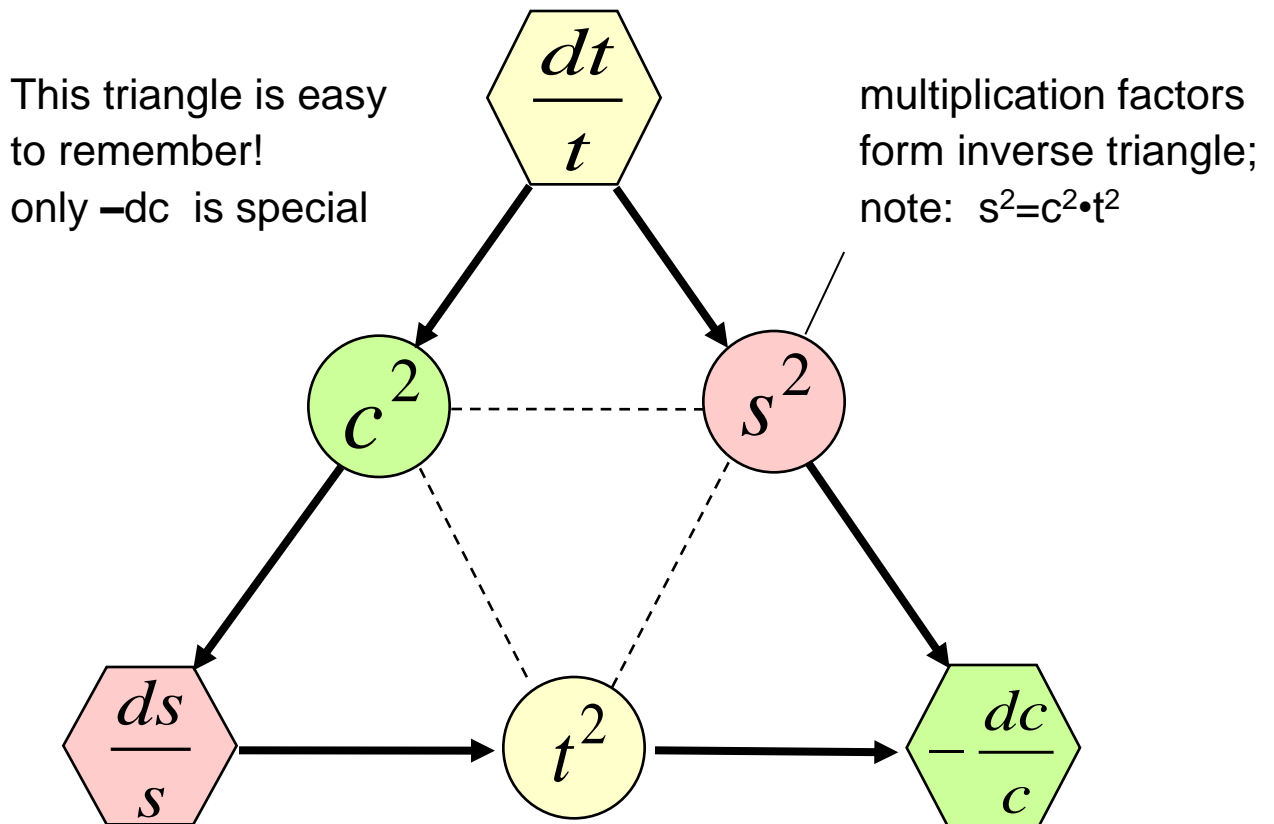 dt
t
This triangle is easy
to remember!
only –dc is special
multiplication factors
form inverse triangle;
note: s²=c²•t²
c²
s²
ds
s
t²
− dc
c